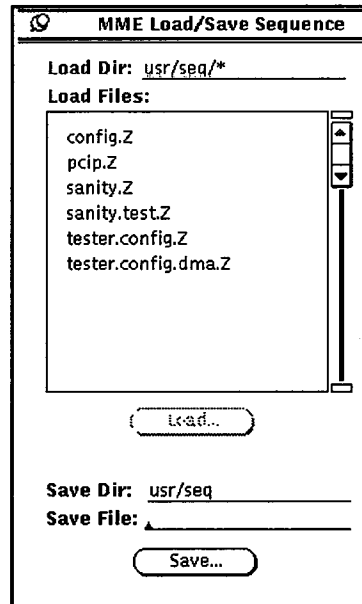 MME Load/Save Sequence
Load Dir: usr/seq/*
Load Files:
config.Z
pcip.Z
sanity.Z
sanity.test.Z
tester.config.Z
tester.config.dma.Z
Load...
Save Dir: usr/seq
Save File:
Save...